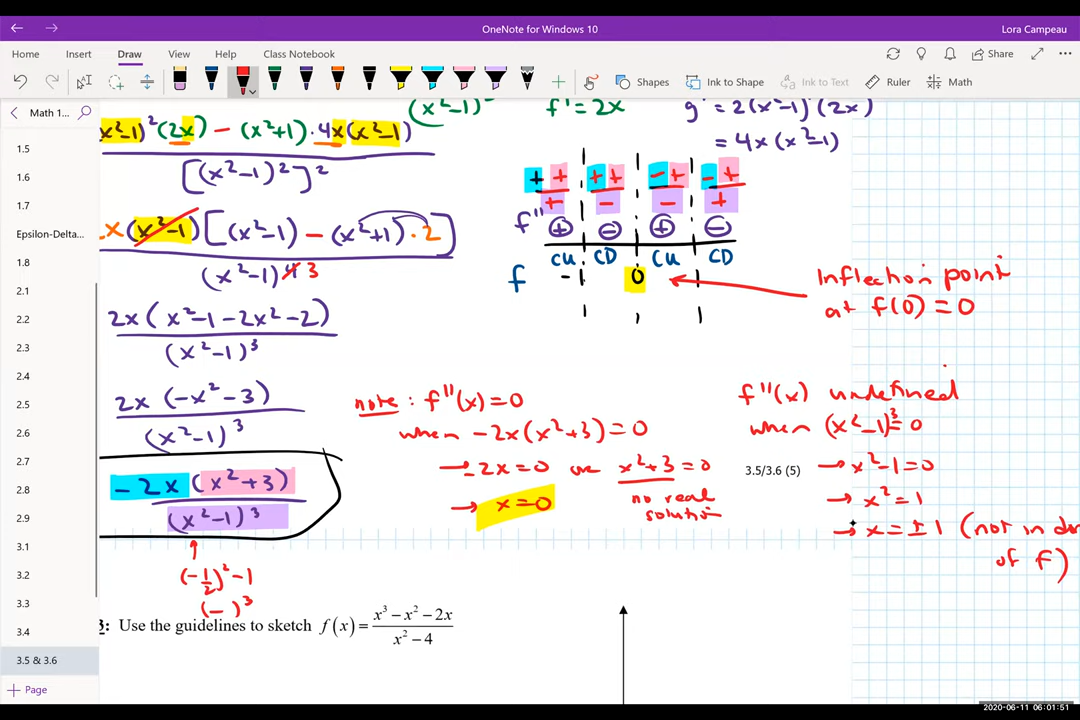 OneNote for Windows 10
Lora Campeau
Home Insert Draw View Help Class Notebook
Share
Shapes Ink to Shape Ink to Text Ruler Math
Math 1...
1.5
1.6
1.7
Epsilon-Delta...
1.8
2.1
2.2
2.3
2.4
2.5
2.6
2.7
2.8
2.9
3.1
3.2
3.3
3.4
3.5 & 3.6
Page
(x²-1)
f' = 2x
g' = 2(x²-1)'(2x)
= 4x(x²-1)
x²-1)²(2x) - (x²+1)·4x(x²-1)
[(x²-1)²]²
x(x²-1)[(x²-1) - (x²+1)·2]
(x²-1)⁴ 3
2x(x²-1-2x²-2)
(x²-1)³
2x(-x²-3)
(x²-1)³
-2x(x²+3)
(x²-1)³
(-1/2)²-1
(-)³
+ + ++ -+ -+
+ - - +
f'' + - + -
CU CD CU CD
f -1 0 1
Inflection point
at f(0) = 0
note: f''(x) = 0
when -2x(x²+3) = 0
→ -2x = 0 or x²+3 = 0
→ x = 0 no real
solution
f''(x) undefined
when (x²-1)³ = 0
3.5/3.6 (5)
→ x²-1 = 0
→ x² = 1
→ x = ±1 (not in do
of f)
3: Use the guidelines to sketch f(x) = x³ - x² - 2x / x² - 4
2020-06-11 06:01:51